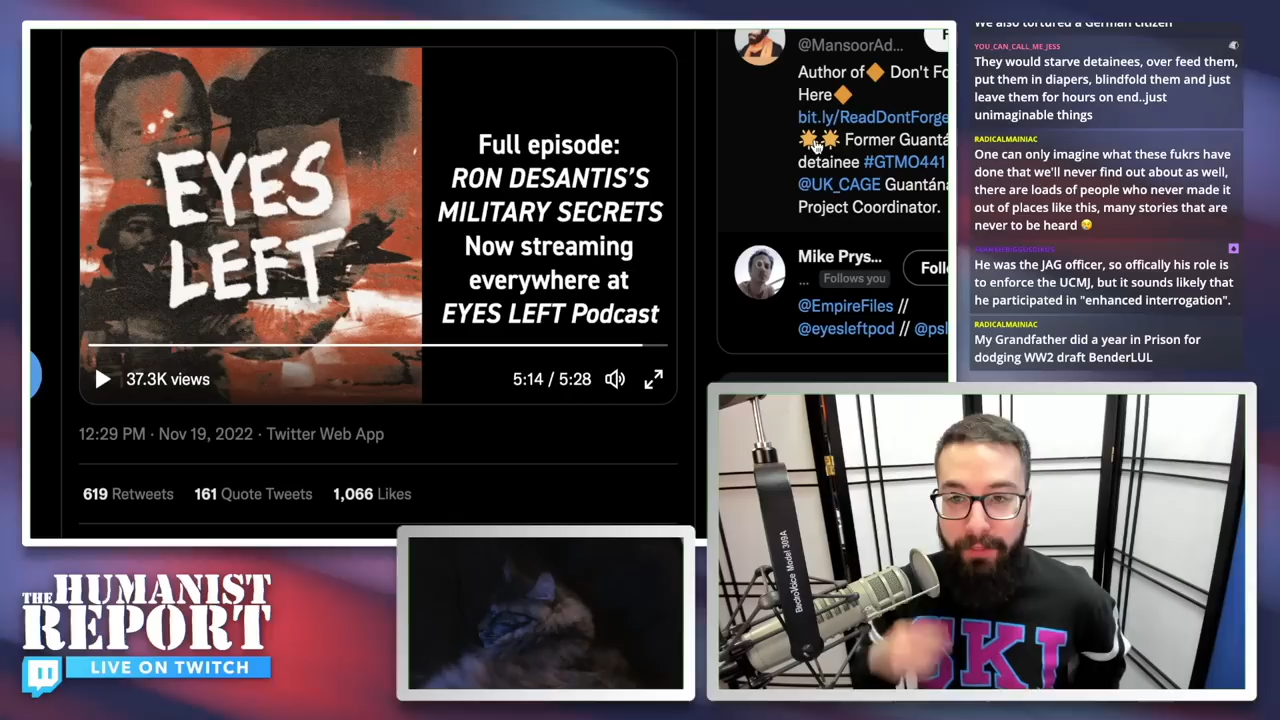 EYES
LEFT
Full episode:
RON DESANTIS'S
MILITARY SECRETS
Now streaming
everywhere at
EYES LEFT Podcast
37.3K views
5:14 / 5:28
12:29 PM · Nov 19, 2022 · Twitter Web App
619 Retweets 161 Quote Tweets 1,066 Likes
@MansoorAd...
F
Author of🔶 Don't Fo
Here🔶
bit.ly/ReadDontForge
🌟🌟 Former Guantá
detainee #GTMO441
@UK_CAGE Guantána
Project Coordinator.
Mike Prys...
... Follows you
Foll
@EmpireFiles //
@eyesleftpod // @psl
We also tortured a German citizen
YOU_CAN_CALL_ME_JESS
They would starve detainees, over feed them,
put them in diapers, blindfold them and just
leave them for hours on end..just
unimaginable things
RADICALMAINIAC
One can only imagine what these fukrs have
done that we'll never find out about as well,
there are loads of people who never made it
out of places like this, many stories that are
never to be heard 😢
He was the JAG officer, so offically his role is
to enforce the UCMJ, but it sounds likely that
he participated in "enhanced interrogation".
RADICALMAINIAC
My Grandfather did a year in Prison for
dodging WW2 draft BenderLUL
THE
HUMANIST
REPORT
LIVE ON TWITCH
ElectroVoice Model 309A
SKI